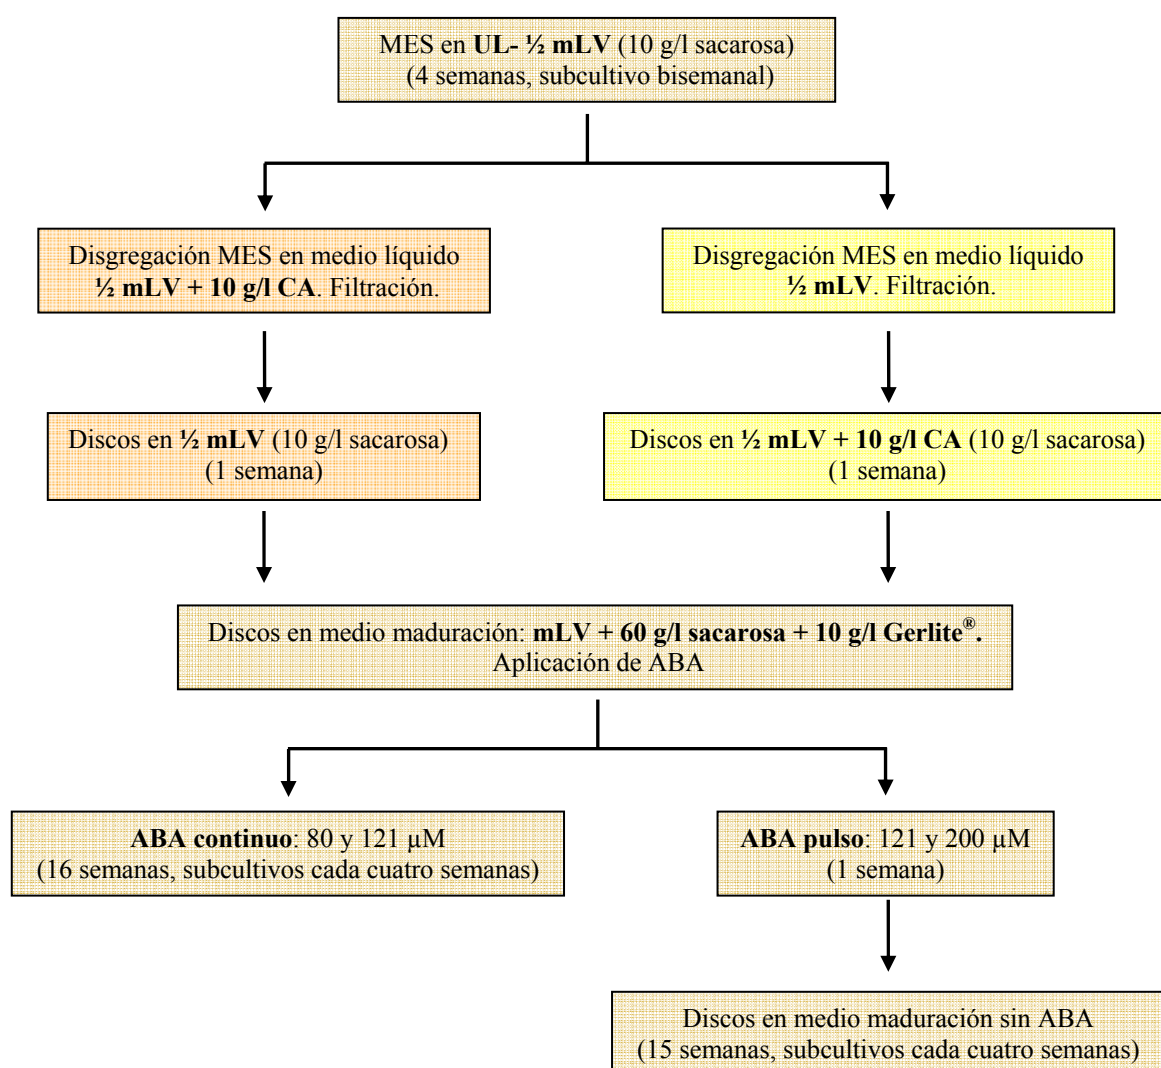 MES en UL- ½ mLV (10 g/l sacarosa)
(4 semanas, subcultivo bisemanal)
Disgregación MES en medio líquido
½ mLV + 10 g/l CA. Filtración.
Disgregación MES en medio líquido
½ mLV. Filtración.
Discos en ½ mLV (10 g/l sacarosa)
(1 semana)
Discos en ½ mLV + 10 g/l CA (10 g/l sacarosa)
(1 semana)
Discos en medio maduración: mLV + 60 g/l sacarosa + 10 g/l Gerlite®.
Aplicación de ABA
ABA continuo: 80 y 121 µM
(16 semanas, subcultivos cada cuatro semanas)
ABA pulso: 121 y 200 µM
(1 semana)
Discos en medio maduración sin ABA
(15 semanas, subcultivos cada cuatro semanas)